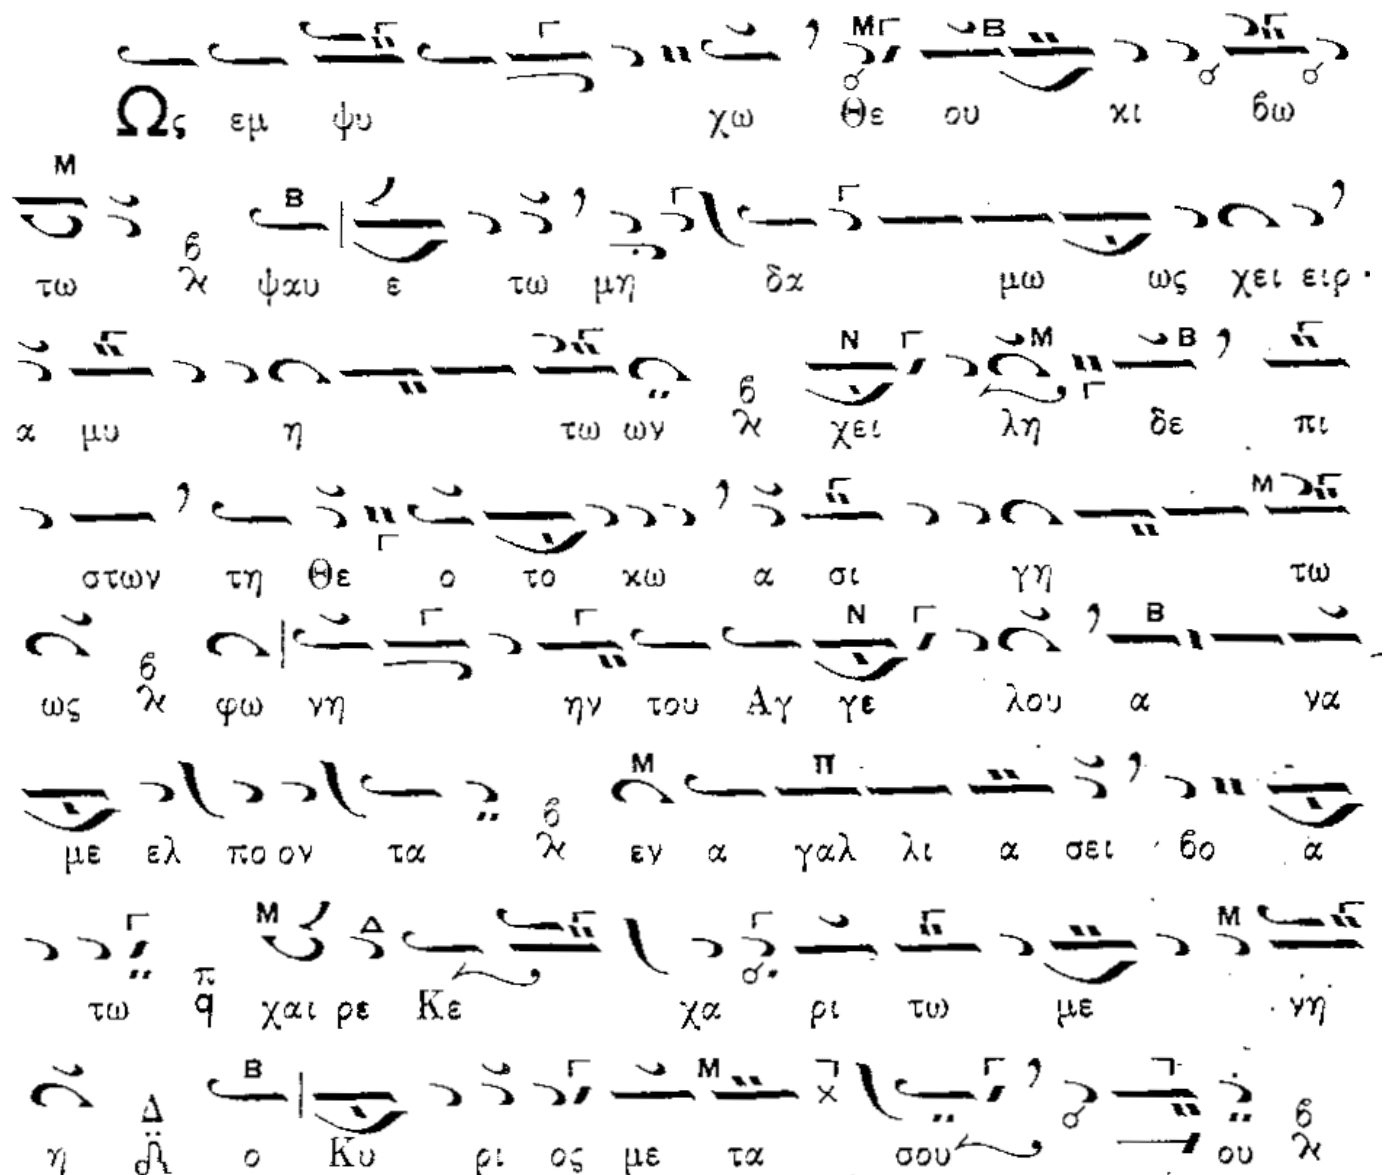 Ως εμ ψυ χω Θε ου κι βω
τω ψαυ ε τω μη δα μω ως χει ειρ
α μυ η τω ων χει λη δε πι
στων τη Θε ο το κω α σι γη τω
ως φω νη ην του Αγ γε λου α να
με ελ πο ον τα εν α γαλ λι α σει βο α
τω χαι ρε Κε χα ρι τω με νη
η ο Κυ ρι ος με τα σου ου